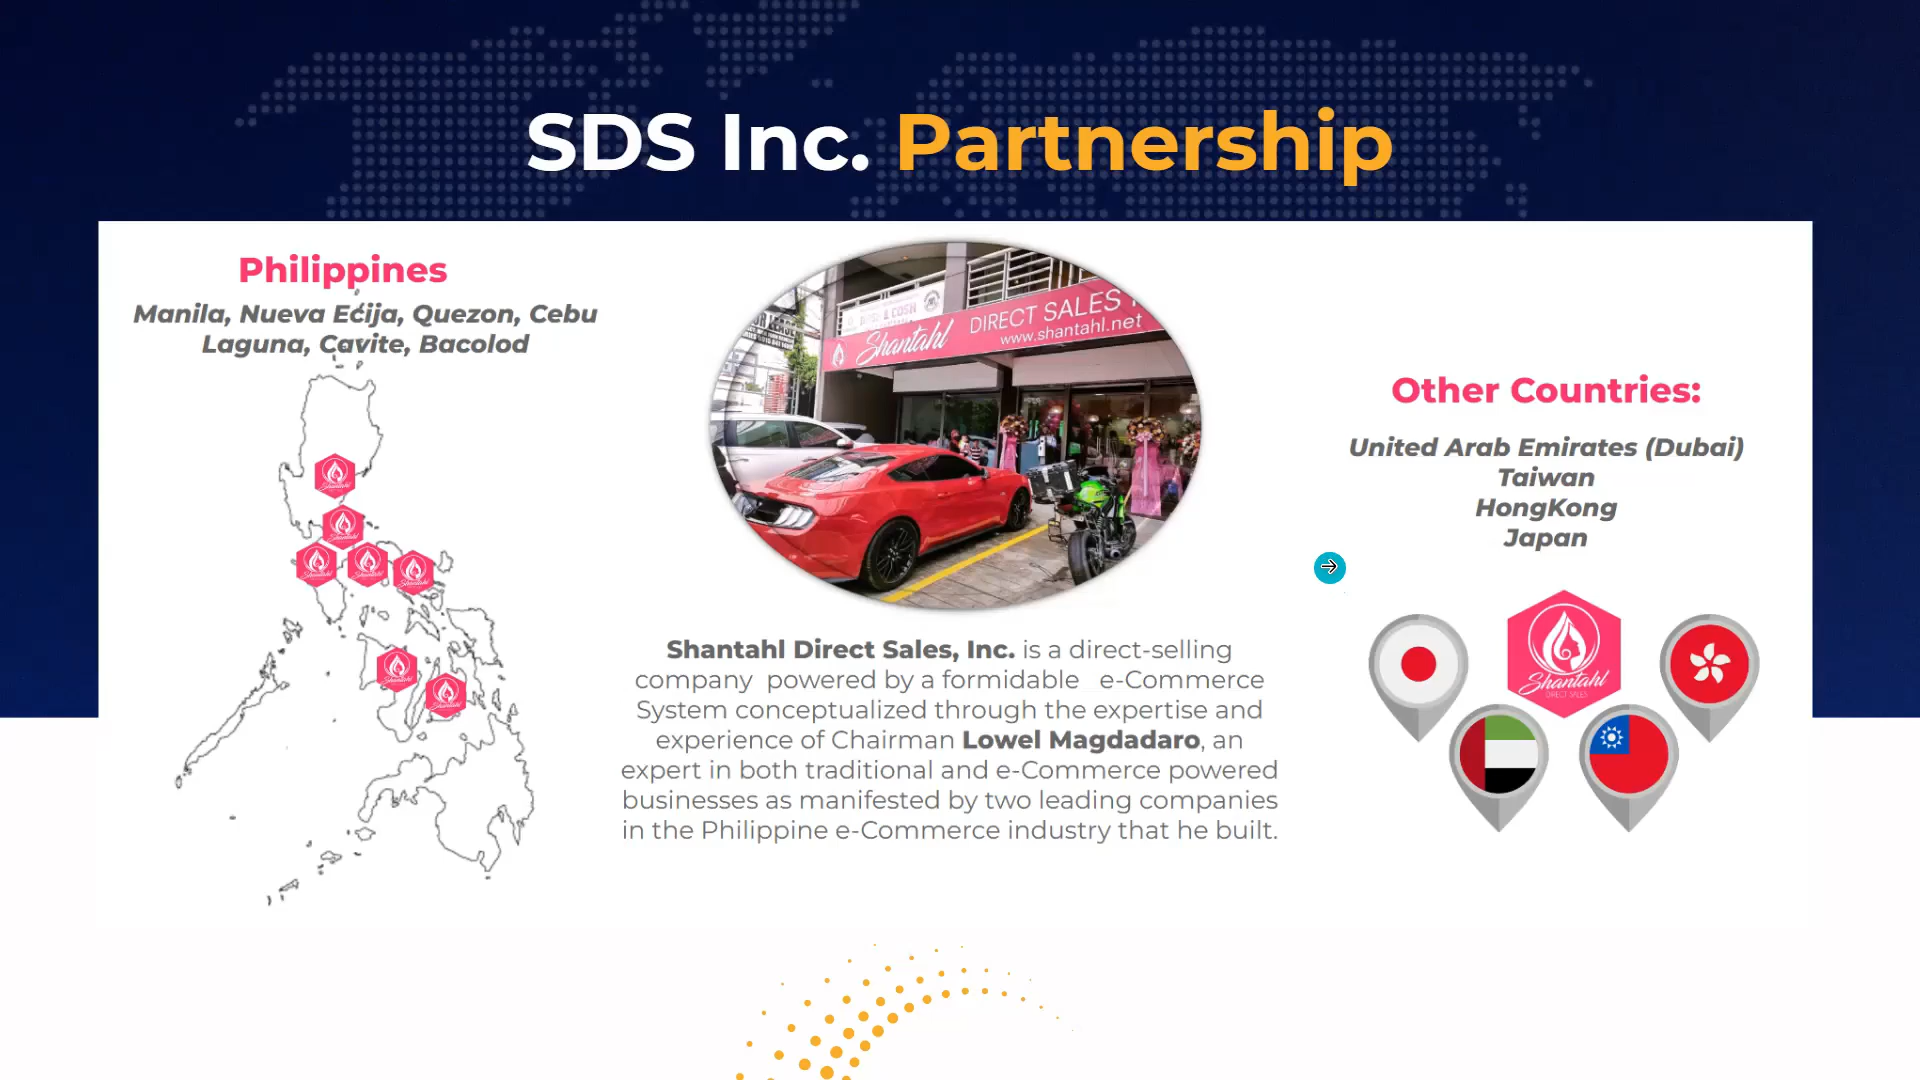 SDS Inc. Partnership
Philippines
Manila, Nueva Ecija, Quezon, Cebu
Laguna, Cavite, Bacolod
Shantahl DIRECT SALES
www.shantahl.net
Shantahl Direct Sales, Inc. is a direct-selling
company powered by a formidable e-Commerce
System conceptualized through the expertise and
experience of Chairman Lowel Magdadaro, an
expert in both traditional and e-Commerce powered
businesses as manifested by two leading companies
in the Philippine e-Commerce industry that he built.
Other Countries:
United Arab Emirates (Dubai)
Taiwan
HongKong
Japan
Shantahl
DIRECT SALES